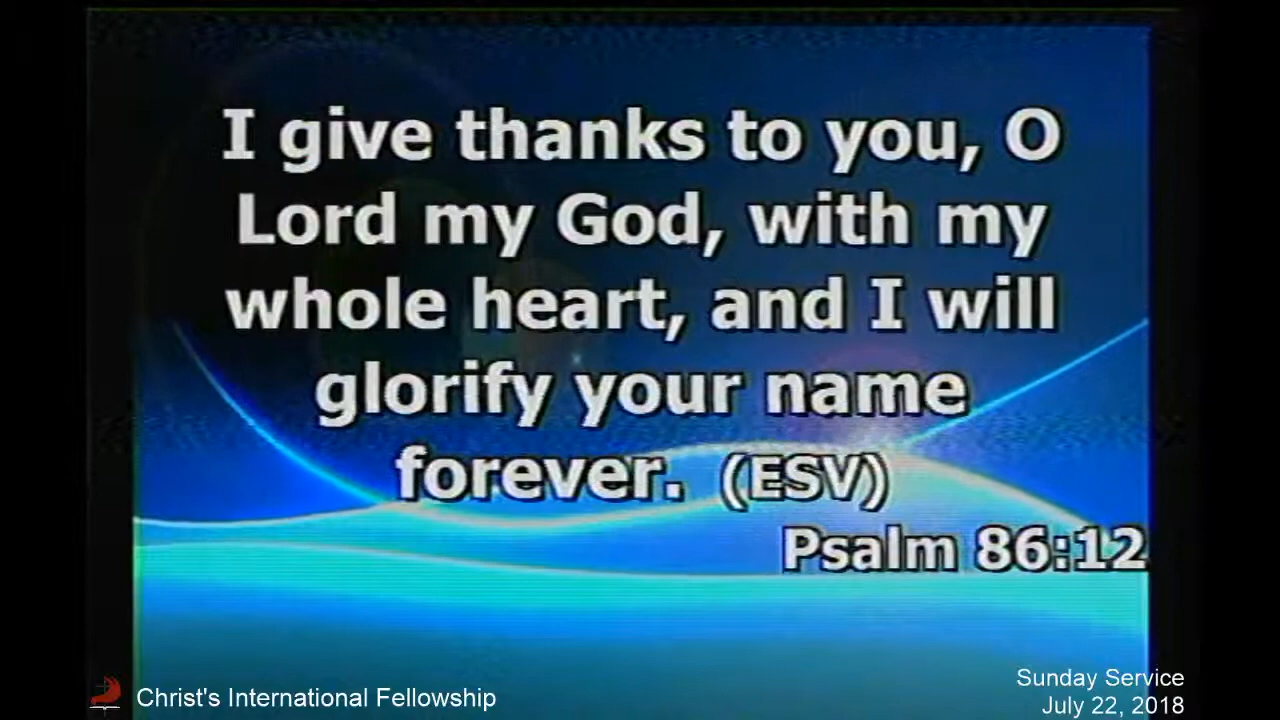 I give thanks to you, O
Lord my God, with my
whole heart, and I will
glorify your name
forever. (ESV)
Psalm 86:12
Christ's International Fellowship
Sunday Service
July 22, 2018